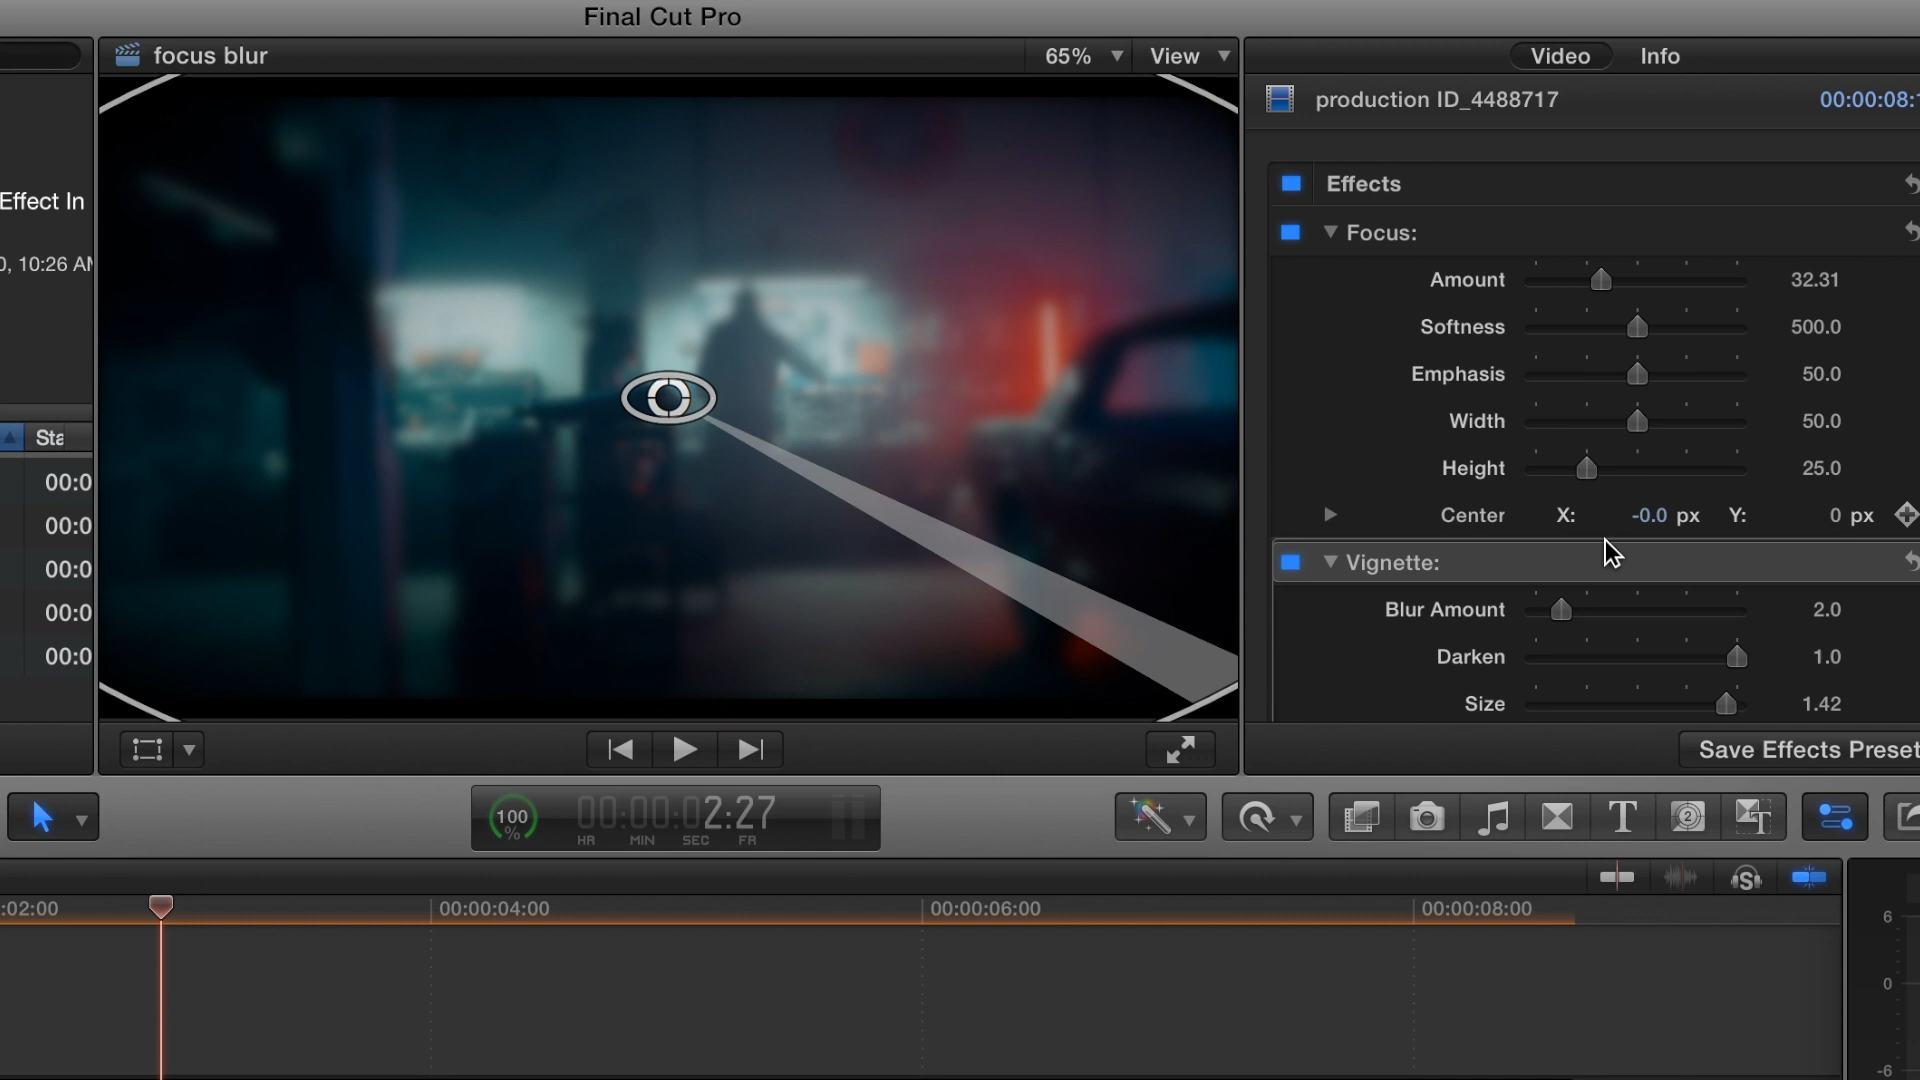 Final Cut Pro
focus blur
65%
View
Video
Info
production ID_4488717
00:00:08:
Effect In
0, 10:26 AM
Sta
00:0
00:0
00:0
00:0
00:0
Effects
Focus:
Amount 32.31
Softness 500.0
Emphasis 50.0
Width 50.0
Height 25.0
Center X: -0.0 px Y: 0 px
Vignette:
Blur Amount 2.0
Darken 1.0
Size 1.42
Save Effects Preset
100
%
00:00:02:27
HR MIN SEC FR
T
2
T
S
:02:00
00:00:04:00
00:00:06:00
00:00:08:00
6
0
-6